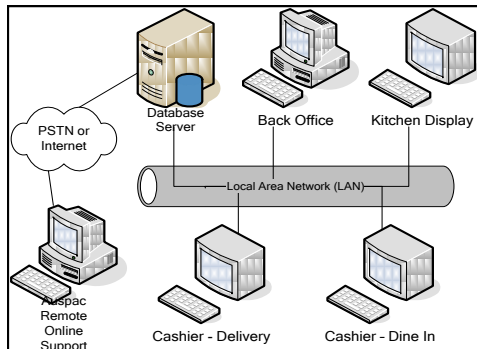 Database
Server
Back Office
Kitchen Display
PSTN or
Internet
Local Area Network (LAN)
Auspac
Remote
Online
Support
Cashier - Delivery
Cashier - Dine In